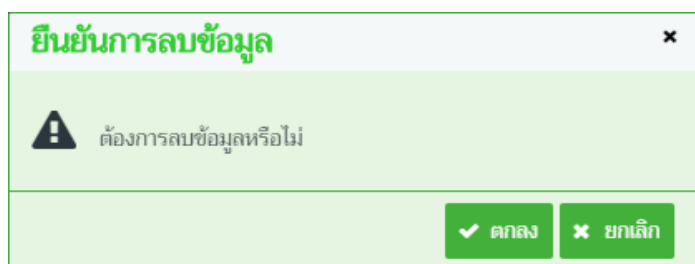 ยืนยันการลบข้อมูล
ต้องการลบข้อมูลหรือไม่
ตกลง ยกเลิก